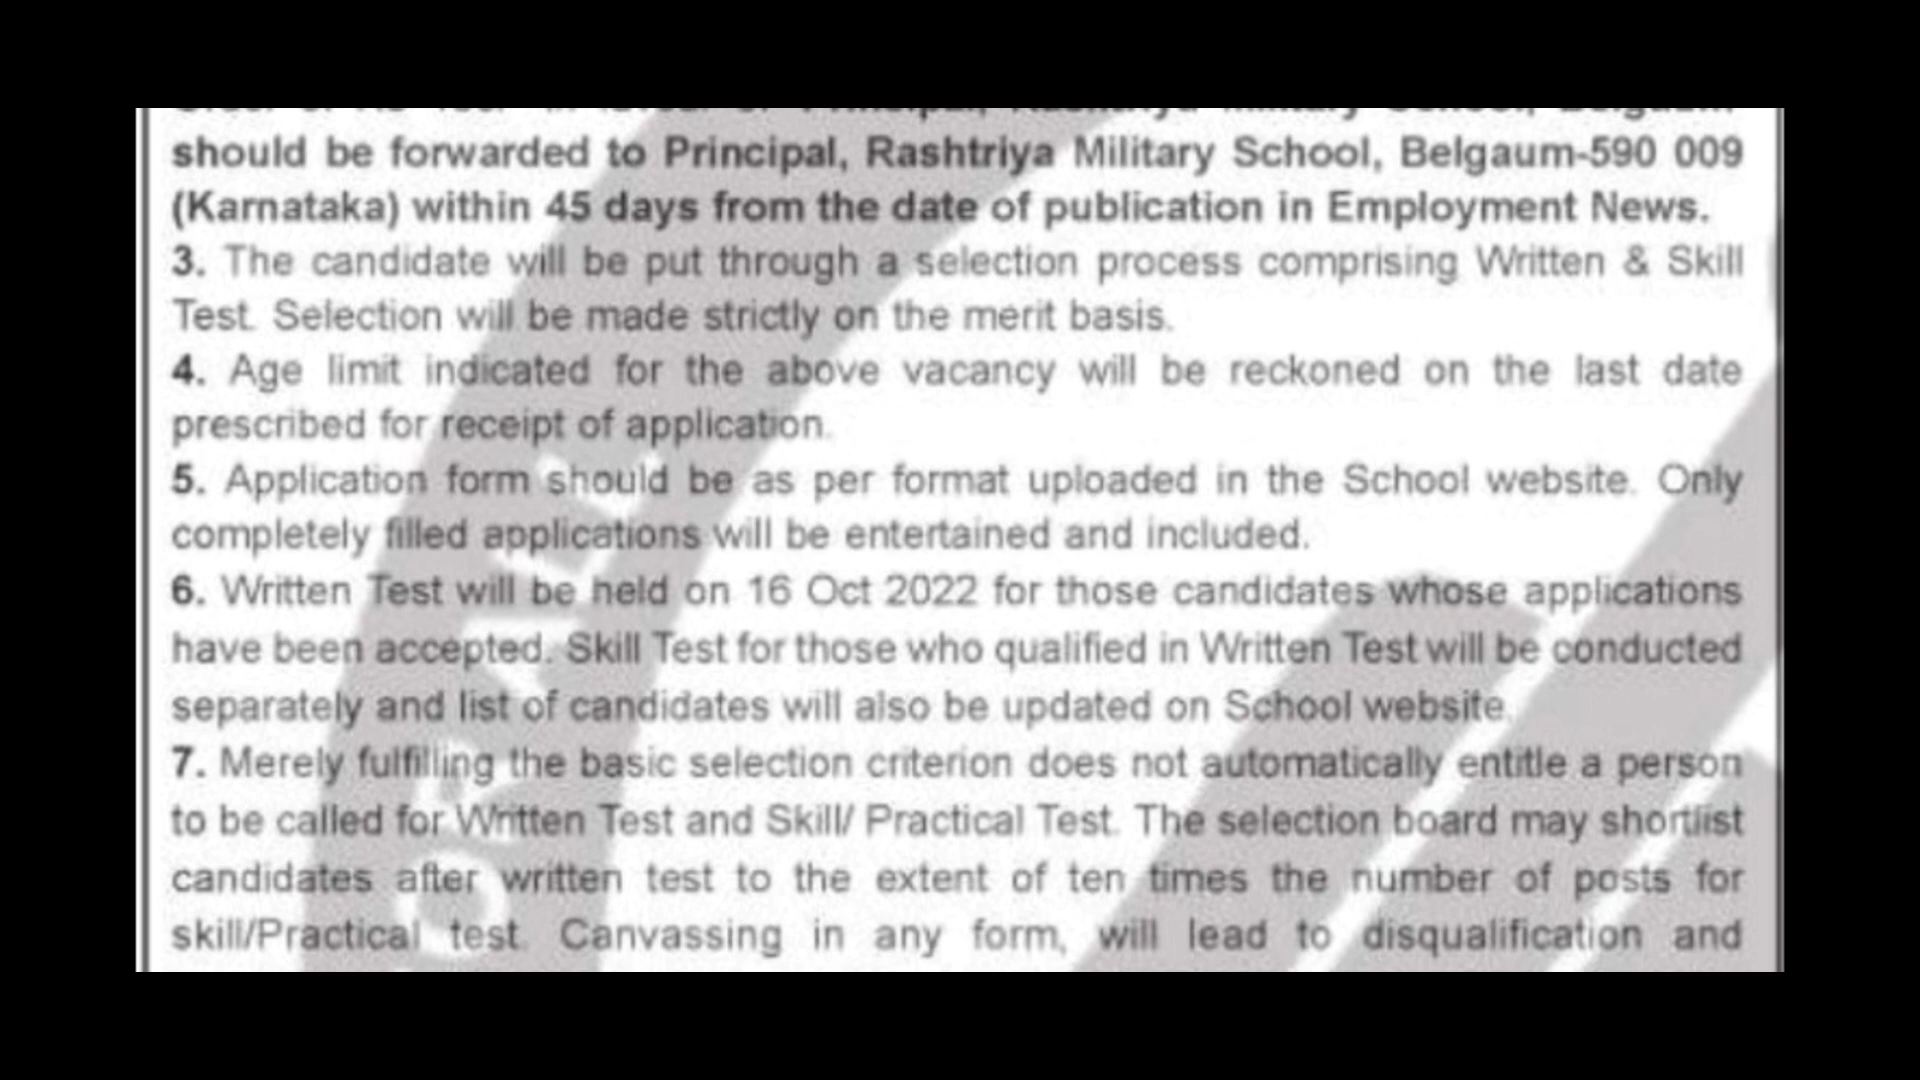 should be forwarded to Principal, Rashtriya Military School, Belgaum-590 009
(Karnataka) within 45 days from the date of publication in Employment News.
3. The candidate will be put through a selection process comprising Written & Skill
Test. Selection will be made strictly on the merit basis.
4. Age limit indicated for the above vacancy will be reckoned on the last date
prescribed for receipt of application.
5. Application form should be as per format uploaded in the School website. Only
completely filled applications will be entertained and included.
6. Written Test will be held on 16 Oct 2022 for those candidates whose applications
have been accepted. Skill Test for those who qualified in Written Test will be conducted
separately and list of candidates will also be updated on School website.
7. Merely fulfilling the basic selection criterion does not automatically entitle a person
to be called for Written Test and Skill/ Practical Test. The selection board may shortlist
candidates after written test to the extent of ten times the number of posts for
skill/Practical test. Canvassing in any form, will lead to disqualification and